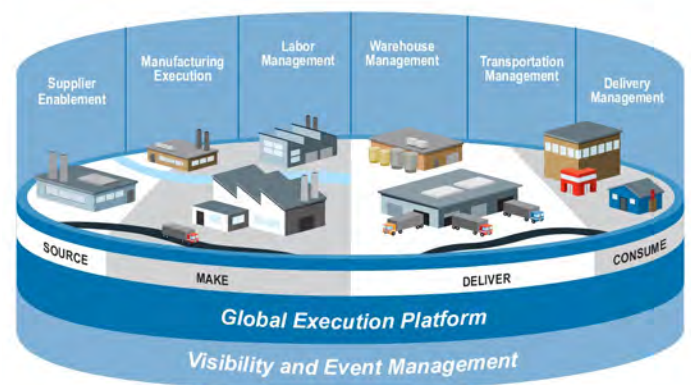 Supplier
Enablement
Manufacturing
Execution
Labor
Management
Warehouse
Management
Transportation
Management
Delivery
Management
SOURCE
MAKE
DELIVER
CONSUME
Global Execution Platform
Visibility and Event Management